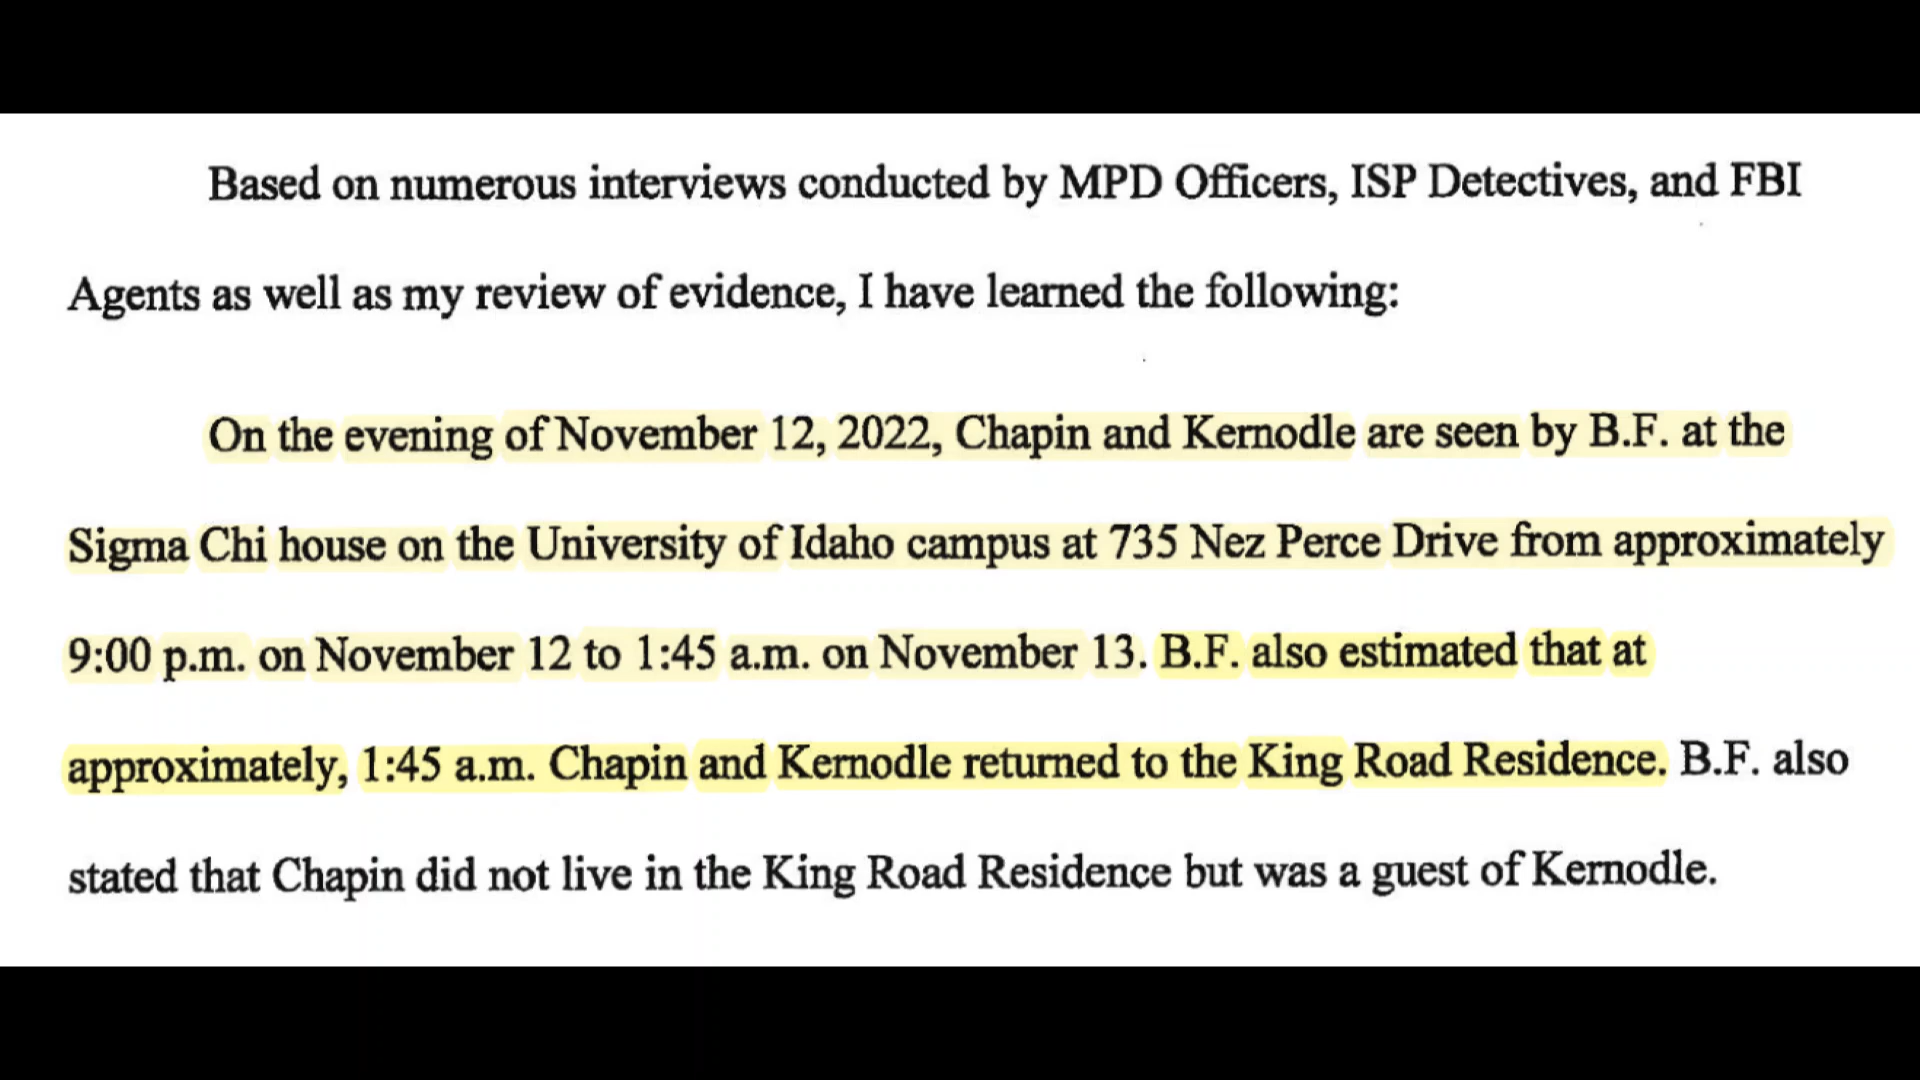 Based on numerous interviews conducted by MPD Officers, ISP Detectives, and FBI
Agents as well as my review of evidence, I have learned the following:
On the evening of November 12, 2022, Chapin and Kernodle are seen by B.F. at the
Sigma Chi house on the University of Idaho campus at 735 Nez Perce Drive from approximately
9:00 p.m. on November 12 to 1:45 a.m. on November 13. B.F. also estimated that at
approximately, 1:45 a.m. Chapin and Kernodle returned to the King Road Residence. B.F. also
stated that Chapin did not live in the King Road Residence but was a guest of Kernodle.